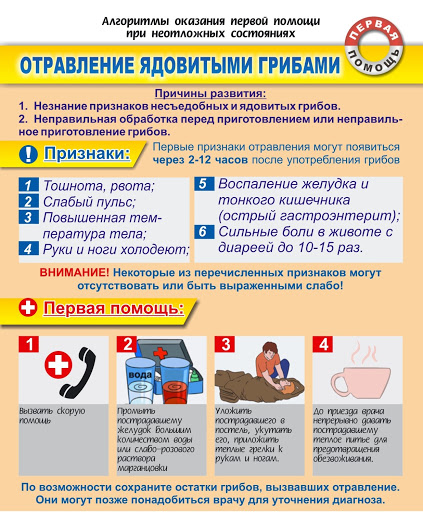 Алгоритмы оказания первой помощи
при неотложных состояниях
ПЕРВАЯ
ПОМОЩЬ
ОТРАВЛЕНИЕ ЯДОВИТЫМИ ГРИБАМИ
Причины развития:
1. Незнание признаков несъедобных и ядовитых грибов.
2. Неправильная обработка перед приготовлением или неправиль-
ное приготовление грибов.
! Признаки:
Первые признаки отравления могут появиться
через 2-12 часов после употребления грибов
1 Тошнота, рвота;
2 Слабый пульс;
3 Повышенная тем-
пература тела;
4 Руки и ноги холодеют;
5 Воспаление желудка и
тонкого кишечника
(острый гастроэнтерит);
6 Сильные боли в животе с
диареей до 10-15 раз.
ВНИМАНИЕ! Некоторые из перечисленных признаков могут
отсутствовать или быть выраженными слабо!
Первая помощь:
1
Вызвать скорую
помощь
2
вода
Промыть
пострадавшему
желудок большим
количеством воды
или слабо-розового
раствора
марганцовки
3
Уложить
пострадавшего в
постель, укутать
его, приложить
теплые грелки к
рукам и ногам.
4
До приезда врача
непрерывно давать
пострадавшему
теплое питье для
предотвращения
обезвоживания.
По возможности сохраните остатки грибов, вызвавших отравление.
Они могут позже понадобиться врачу для уточнения диагноза.